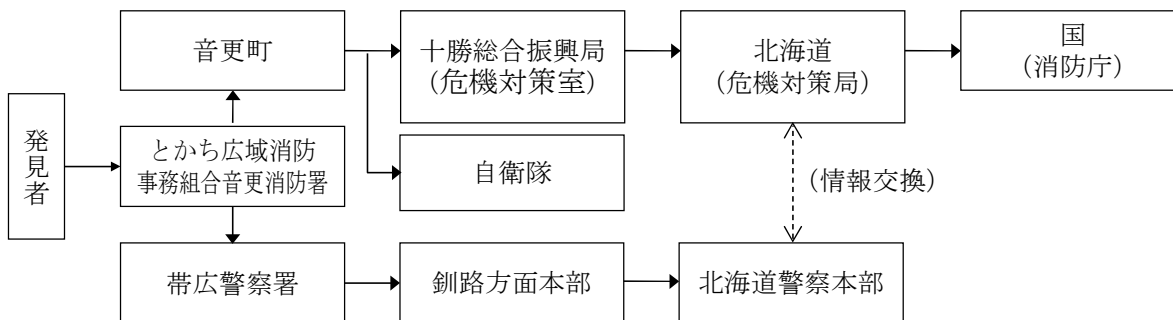 音更町
十勝総合振興局
（危機対策室）
北海道
（危機対策局）
国
（消防庁）
発見者
とかち広域消防
事務組合音更消防署
自衛隊
（情報交換）
帯広警察署
釧路方面本部
北海道警察本部